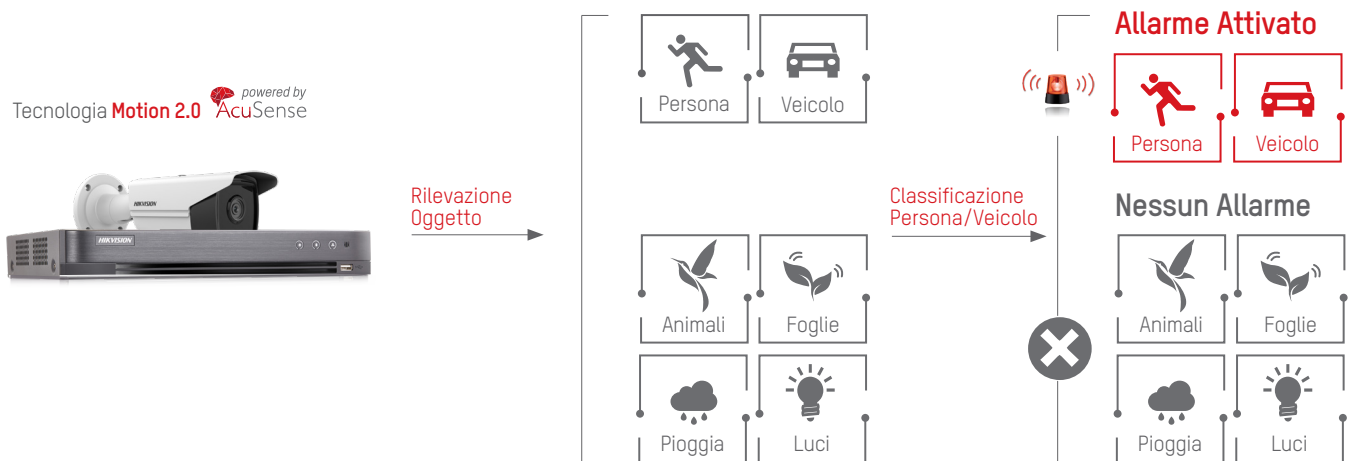 Tecnologia Motion 2.0 powered by AcuSense
HIKVISION
HIKVISION
Rilevazione
Oggetto
Persona
Veicolo
Animali
Foglie
Pioggia
Luci
Classificazione
Persona/Veicolo
Allarme Attivato
Persona
Veicolo
Nessun Allarme
Animali
Foglie
Pioggia
Luci